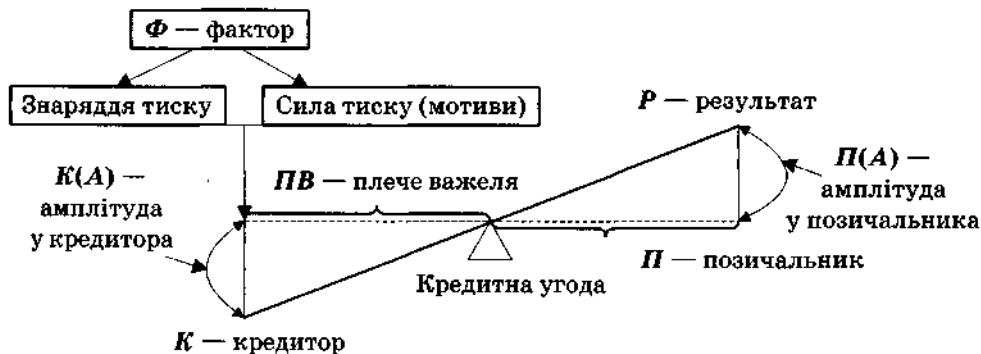 Ф — фактор
Знаряддя тиску
Сила тиску (мотиви)
Р — результат
К(А) —
амплітуда
у кредитора
ПВ — плече важеля
П(А) —
амплітуда
у позичальника
П — позичальник
Кредитна угода
К — кредитор